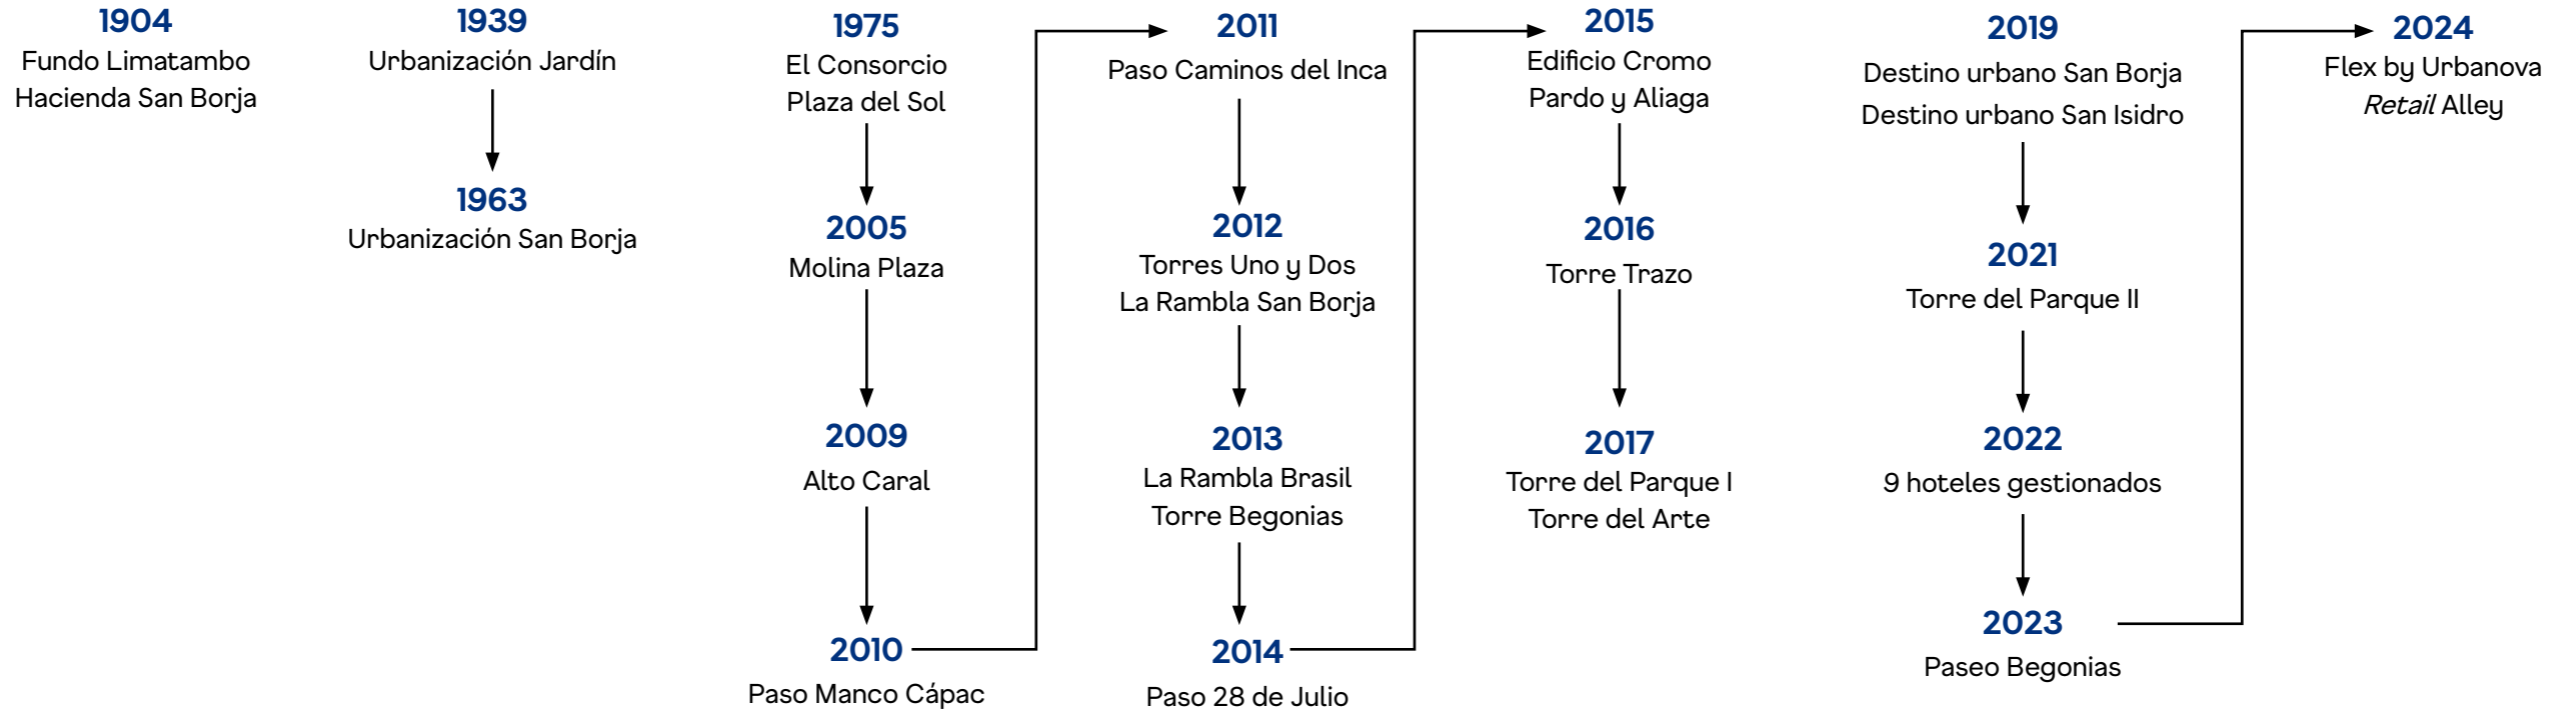 1904
Fundo Limatambo
Hacienda San Borja
1939
Urbanización Jardín
1963
Urbanización San Borja
1975
El Consorcio
Plaza del Sol
2005
Molina Plaza
2009
Alto Caral
2010
Paso Manco Cápac
2011
Paso Caminos del Inca
2012
Torres Uno y Dos
La Rambla San Borja
2013
La Rambla Brasil
Torre Begonias
2014
Paso 28 de Julio
2015
Edificio Cromo
Pardo y Aliaga
2016
Torre Trazo
2017
Torre del Parque I
Torre del Arte
2019
Destino urbano San Borja
Destino urbano San Isidro
2021
Torre del Parque II
2022
9 hoteles gestionados
2023
Paseo Begonias
2024
Flex by Urbanova
Retail Alley